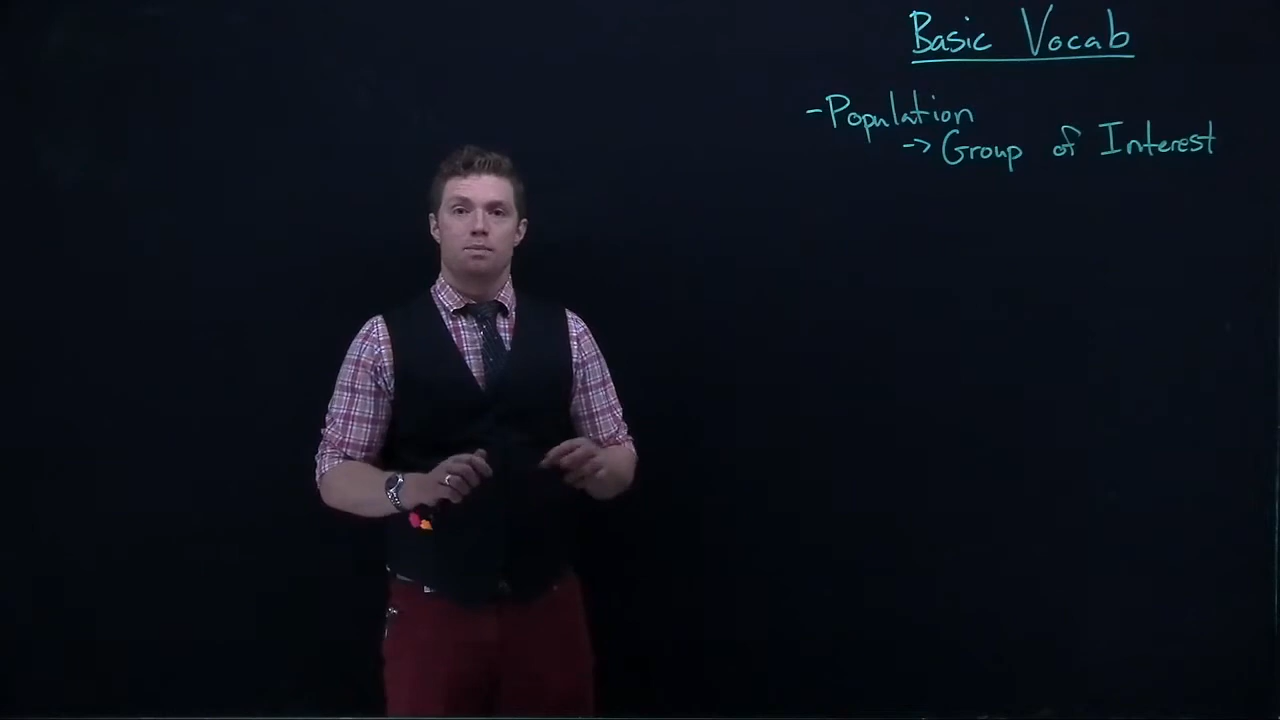 Basic Vocab
-Population
-> Group of Interest